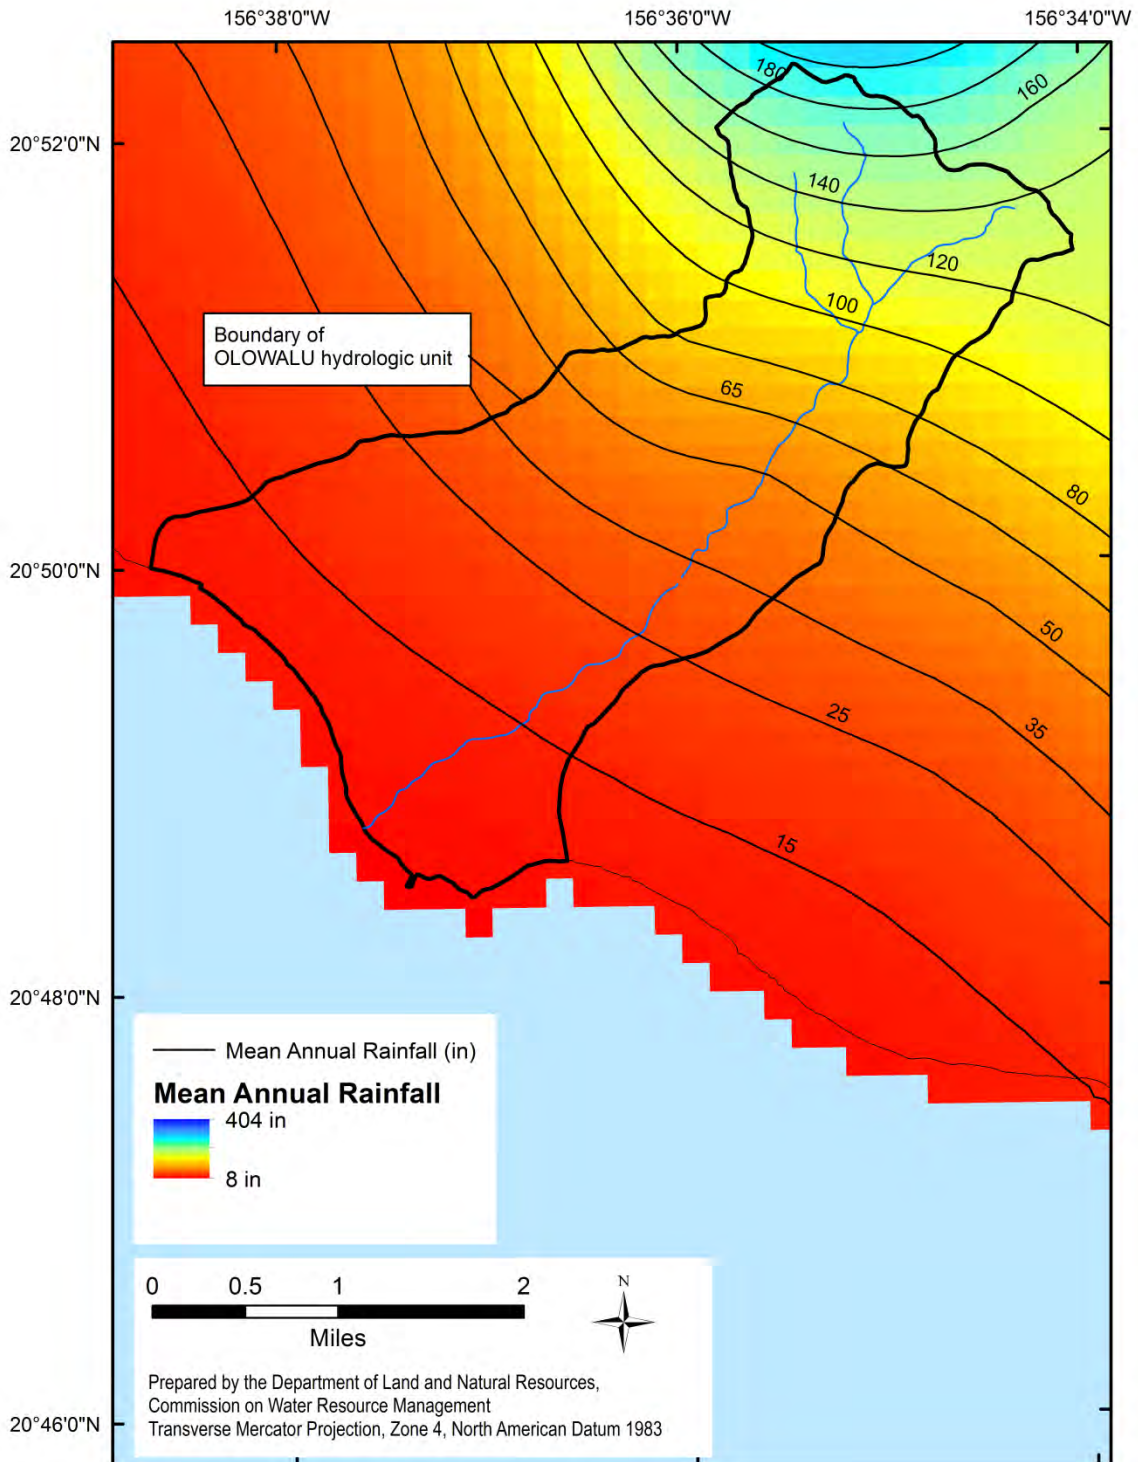 156°38'0"W
156°36'0"W
156°34'0"W
180
160
20°52'0"N
140
120
100
Boundary of
OLOWALU hydrologic unit
65
80
20°50'0"N
50
25
35
15
20°48'0"N
Mean Annual Rainfall (in)
Mean Annual Rainfall
404 in
8 in
0 0.5 1 2
Miles
N
Prepared by the Department of Land and Natural Resources,
Commission on Water Resource Management
Transverse Mercator Projection, Zone 4, North American Datum 1983
20°46'0"N